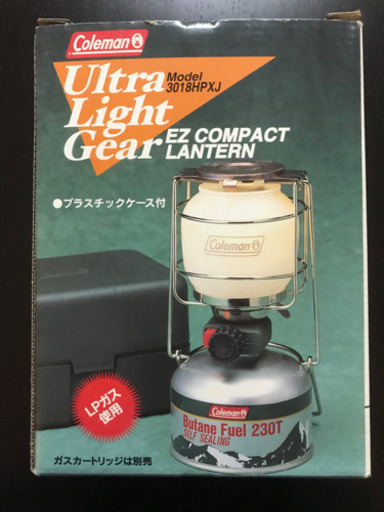 Coleman
Ultra
Light
Gear
Model
3018HPXJ
EZ COMPACT
LANTERN
●プラスチックケース付
Coleman
LPガス
使用
Coleman
Butane Fuel 230T
SELF SEALING
ガスカートリッジは別売